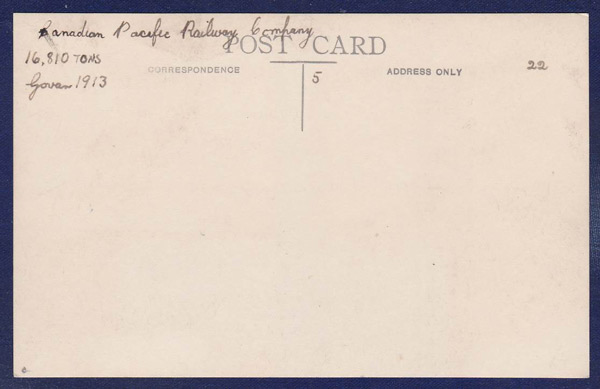 Canadian Pacific Railway Company
POST CARD
16,810 TONS
CORRESPONDENCE
5
ADDRESS ONLY
22
Govan 1913